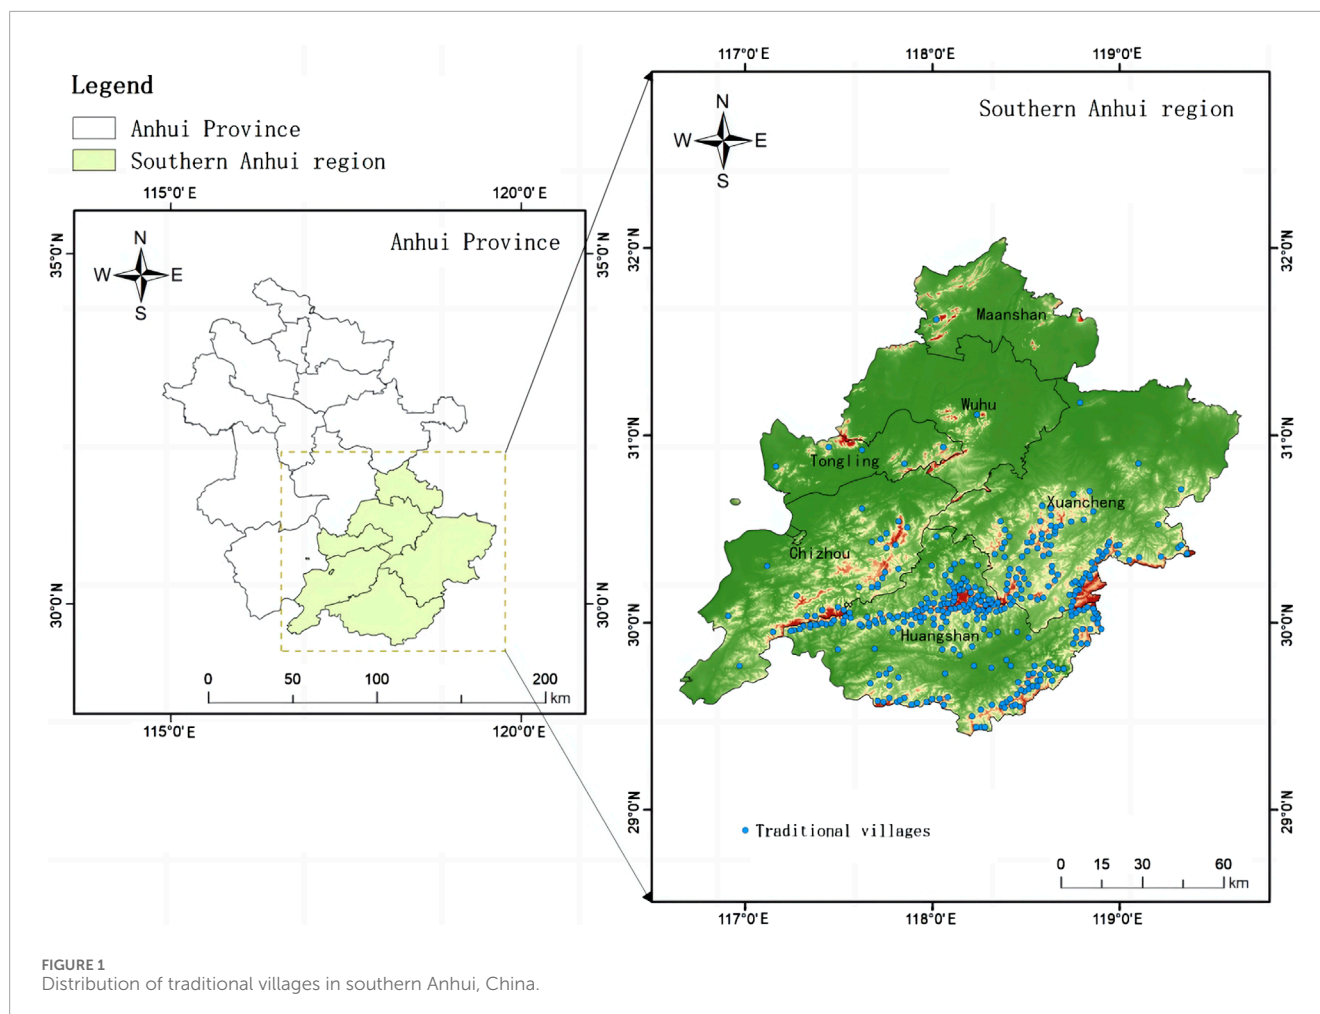 Legend
Anhui Province
Southern Anhui region
115°0′E 120°0′E
Anhui Province
N
W E
S
35°0′N 35°0′N
30°0′N 30°0′N
0 50 100 200
km
115°0′E 120°0′E
117°0′E 118°0′E 119°0′E
Southern Anhui region
N
W E
S
32°0′N 32°0′N
Maanshan
Wuhu
31°0′N 31°0′N
Tongling
Xuancheng
Chizhou
30°0′N 30°0′N
Huangshan
29°0′N 29°0′N
Traditional villages
0 15 30 60
km
117°0′E 118°0′E 119°0′E
FIGURE 1
Distribution of traditional villages in southern Anhui, China.